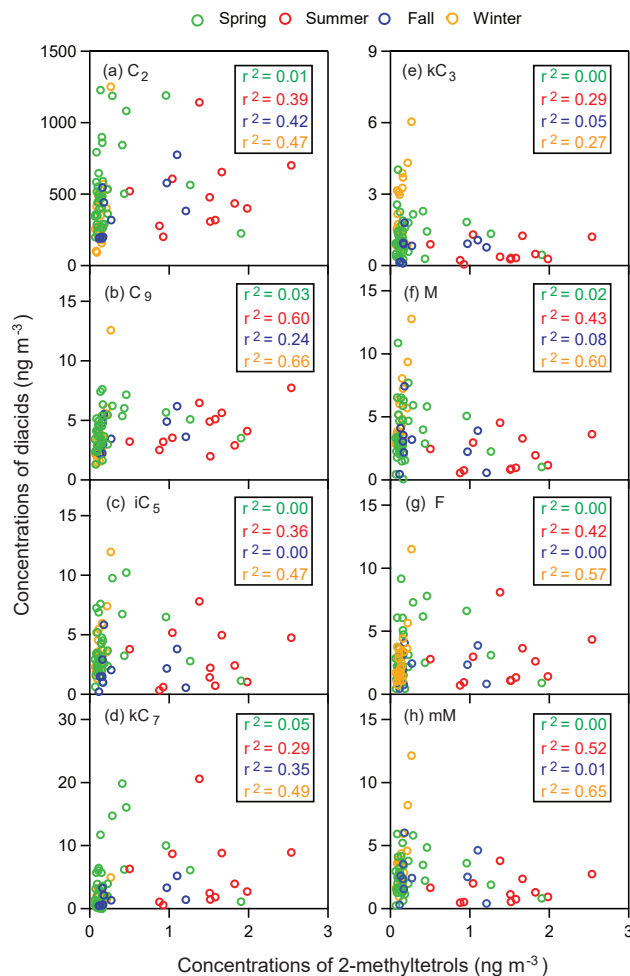 Spring Summer Fall Winter
Concentrations of diacids (ng m⁻³)
1500
1000
500
0
(a) C₂
r² = 0.01
r² = 0.39
r² = 0.42
r² = 0.47
15
10
5
0
(b) C₉
r² = 0.03
r² = 0.60
r² = 0.24
r² = 0.66
15
10
5
0
(c) iC₅
r² = 0.00
r² = 0.36
r² = 0.00
r² = 0.47
30
20
10
0
(d) kC₇
r² = 0.05
r² = 0.29
r² = 0.35
r² = 0.49
0 1 2 3
9
6
3
0
(e) kC₃
r² = 0.00
r² = 0.29
r² = 0.05
r² = 0.27
15
10
5
0
(f) M
r² = 0.02
r² = 0.43
r² = 0.08
r² = 0.60
15
10
5
0
(g) F
r² = 0.00
r² = 0.42
r² = 0.00
r² = 0.57
15
10
5
0
(h) mM
r² = 0.00
r² = 0.52
r² = 0.01
r² = 0.65
0 1 2 3
Concentrations of 2-methyltetrols (ng m⁻³)